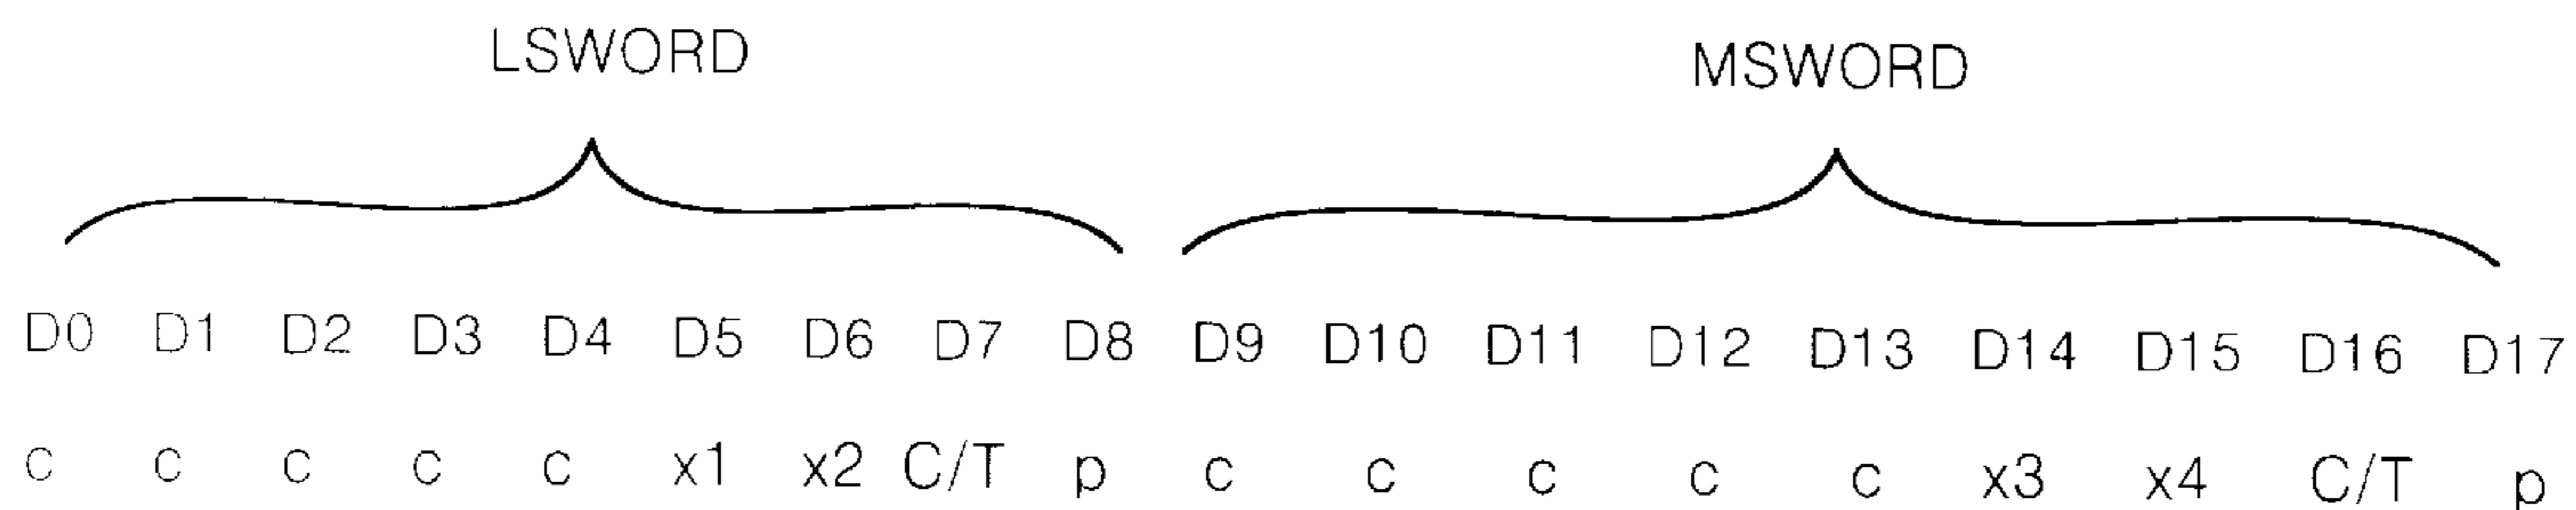 LSWORD MSWORD
D0 D1 D2 D3 D4 D5 D6 D7 D8 D9 D10 D11 D12 D13 D14 D15 D16 D17
c c c c c x1 x2 C/T p c c c c c x3 x4 C/T p